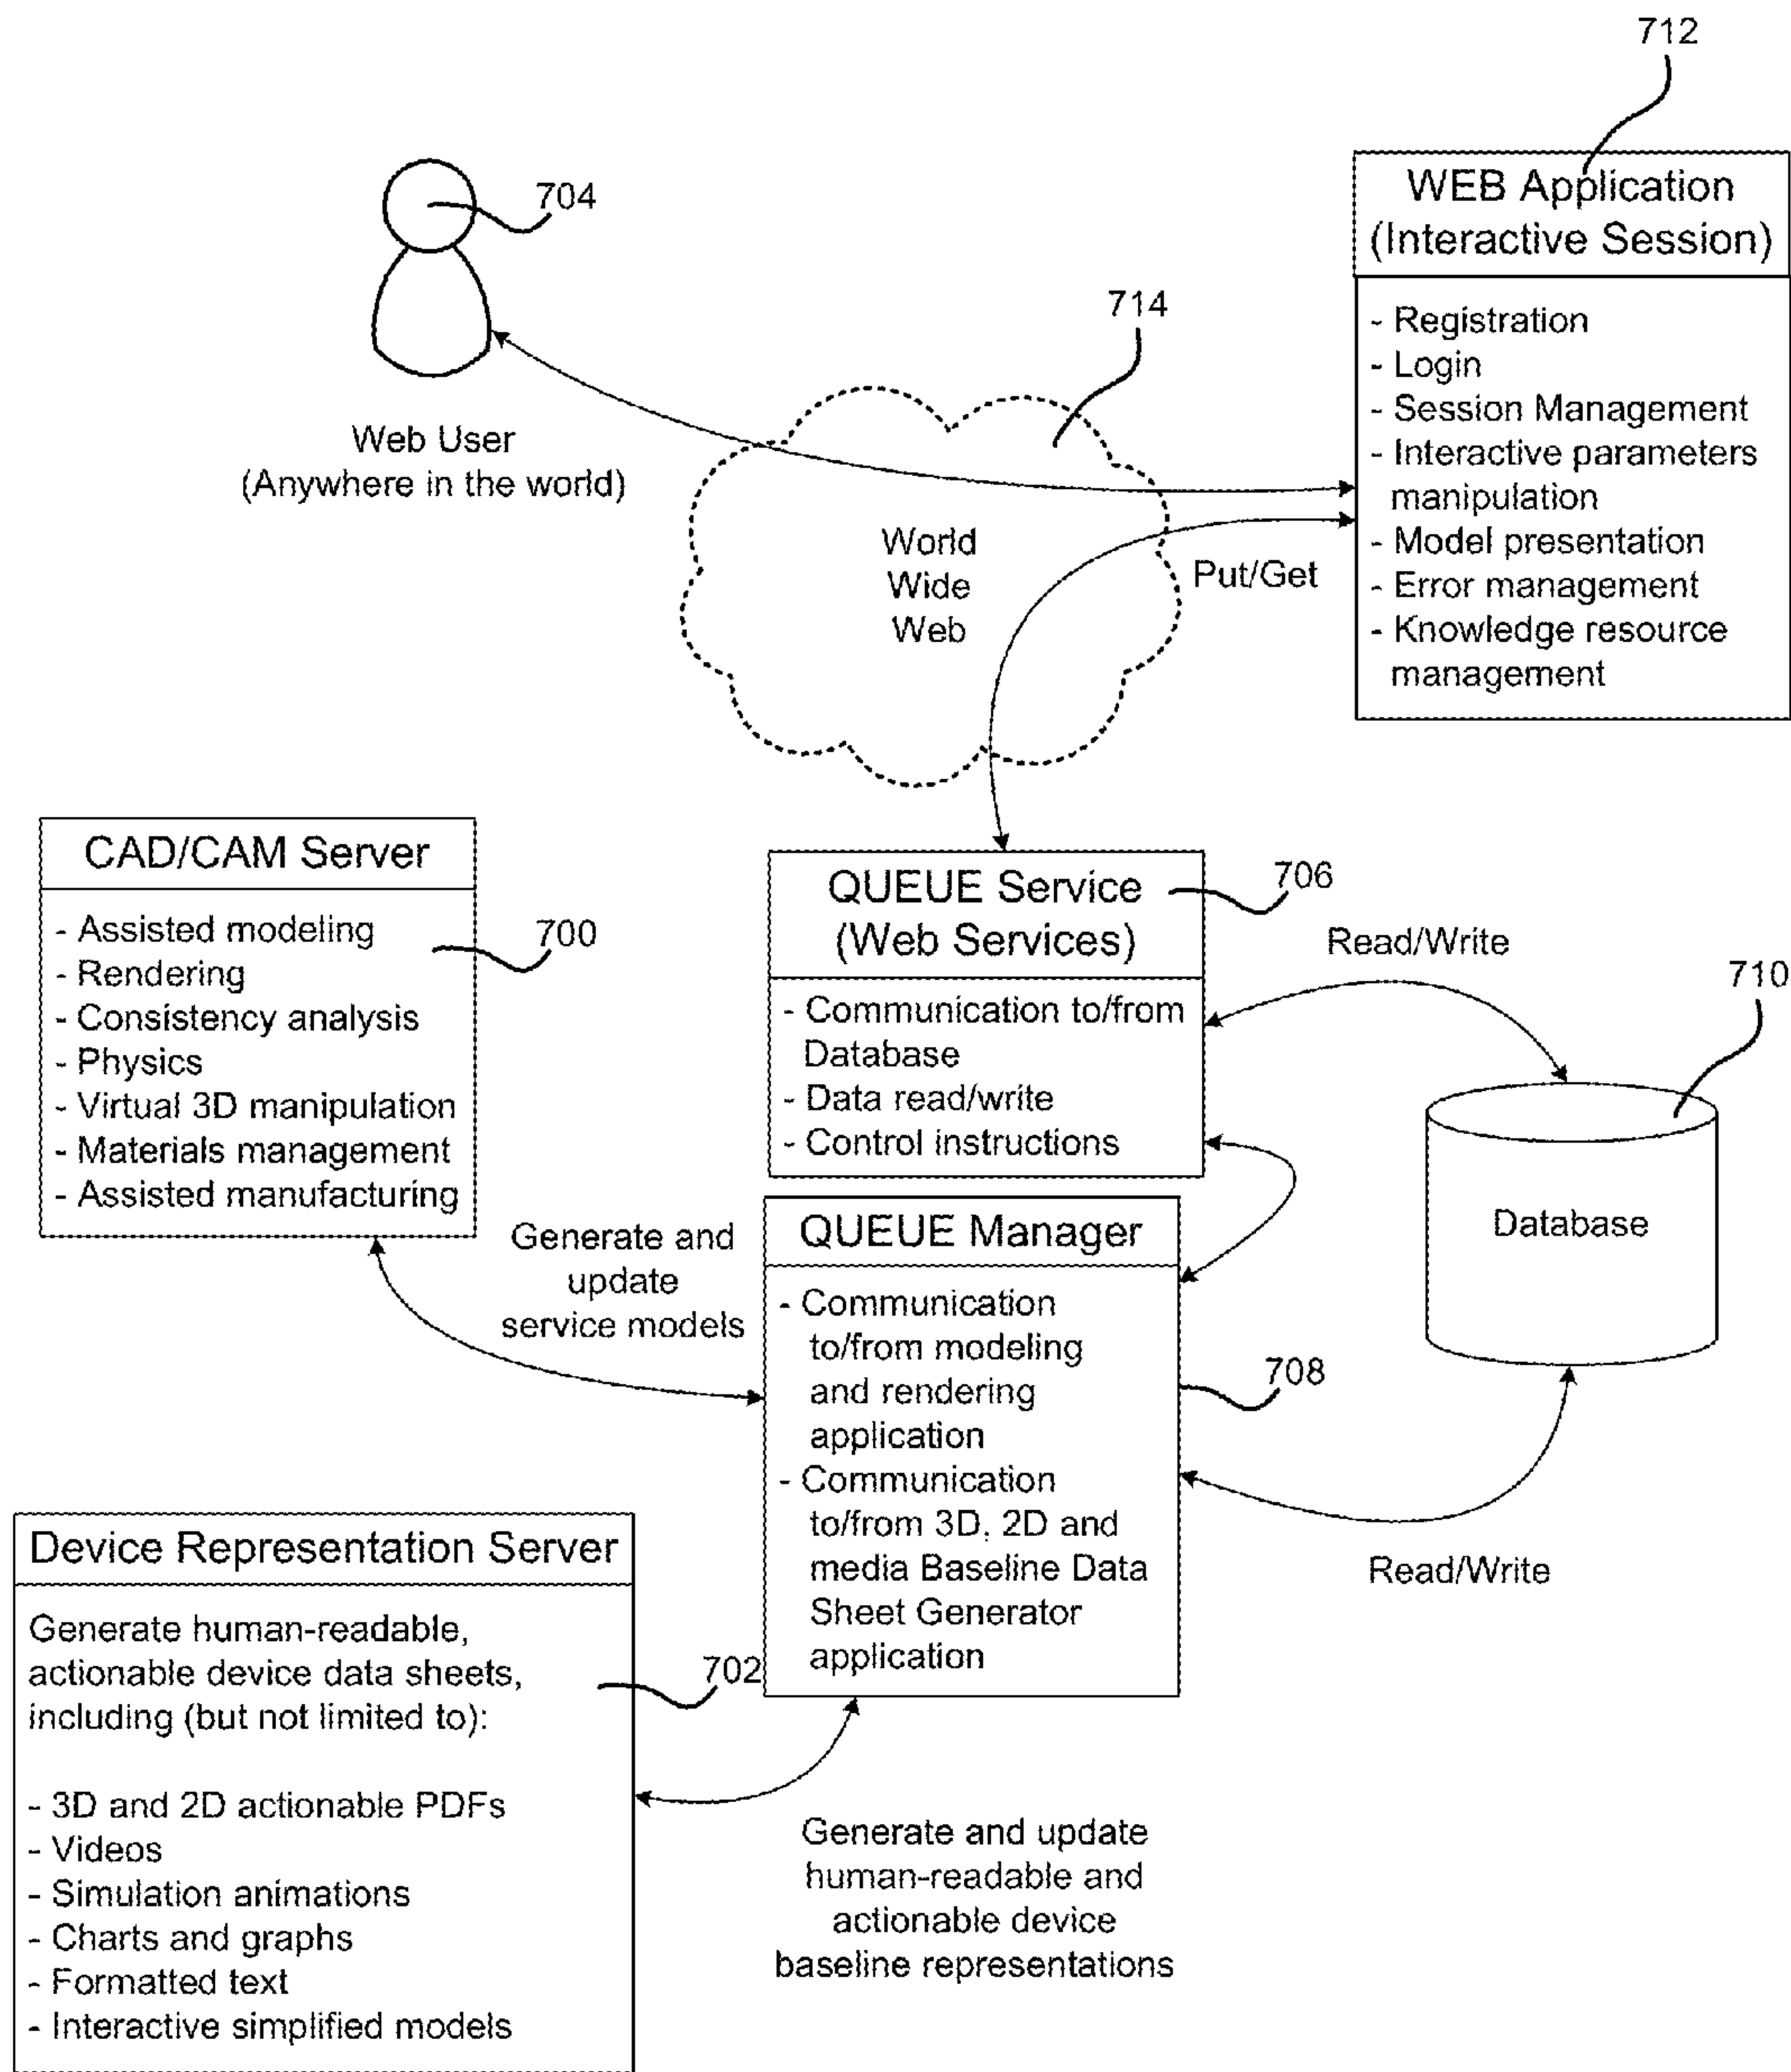 712
WEB Application
(Interactive Session)
- Registration
- Login
- Session Management
- Interactive parameters
manipulation
- Model presentation
- Error management
- Knowledge resource
management
704
Web User
(Anywhere in the world)
714
World
Wide
Web
Put/Get
CAD/CAM Server
- Assisted modeling
- Rendering
- Consistency analysis
- Physics
- Virtual 3D manipulation
- Materials management
- Assisted manufacturing
700
QUEUE Service
(Web Services)
- Communication to/from
Database
- Data read/write
- Control instructions
706
Read/Write
710
Database
Generate and
update
service models
QUEUE Manager
- Communication
to/from modeling
and rendering
application
- Communication
to/from 3D, 2D and
media Baseline Data
Sheet Generator
application
708
Read/Write
Device Representation Server
Generate human-readable,
actionable device data sheets,
including (but not limited to):
- 3D and 2D actionable PDFs
- Videos
- Simulation animations
- Charts and graphs
- Formatted text
- Interactive simplified models
702
Generate and update
human-readable and
actionable device
baseline representations